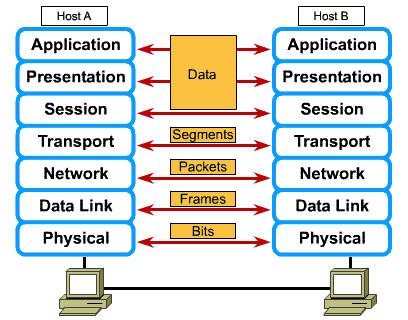 Host A
Host B
Application
Application
Presentation
Data
Presentation
Session
Session
Transport
Segments
Transport
Network
Packets
Network
Data Link
Frames
Data Link
Physical
Bits
Physical